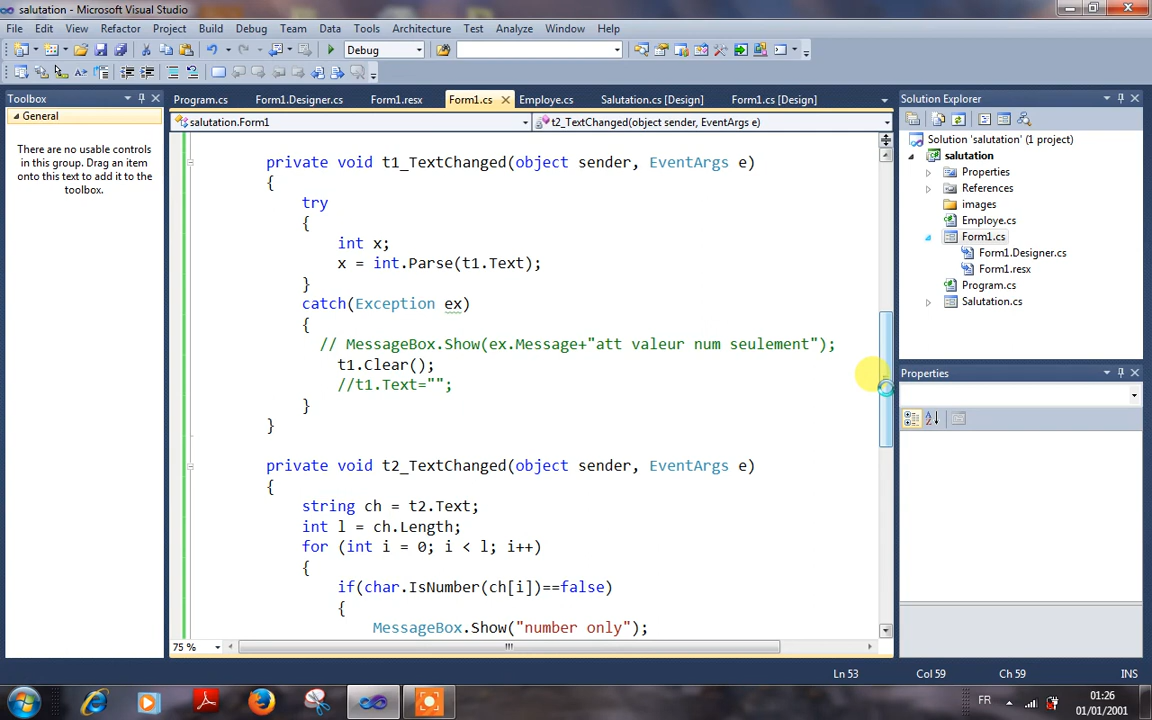 salutation - Microsoft Visual Studio
File Edit View Refactor Project Build Debug Team Data Tools Architecture Test Analyze Window Help
Debug
Toolbox
General
There are no usable controls
in this group. Drag an item
onto this text to add it to the
toolbox.
Program.cs Form1.Designer.cs Form1.resx Form1.cs Employe.cs Salutation.cs [Design] Form1.cs [Design]
salutation.Form1 t2_TextChanged(object sender, EventArgs e)
private void t1_TextChanged(object sender, EventArgs e)
{
try
{
int x;
x = int.Parse(t1.Text);
}
catch(Exception ex)
{
// MessageBox.Show(ex.Message+"att valeur num seulement");
t1.Clear();
//t1.Text="";
}
}
private void t2_TextChanged(object sender, EventArgs e)
{
string ch = t2.Text;
int l = ch.Length;
for (int i = 0; i < l; i++)
{
if(char.IsNumber(ch[i])==false)
{
MessageBox.Show("number only");
75 %
Solution Explorer
Solution 'salutation' (1 project)
salutation
Properties
References
images
Employe.cs
Form1.cs
Form1.Designer.cs
Form1.resx
Program.cs
Salutation.cs
Properties
Ln 53 Col 59 Ch 59 INS
FR
01:26
01/01/2001